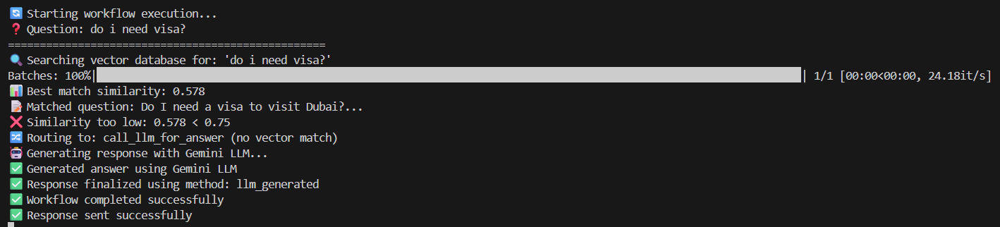 🔄 Starting workflow execution...
❓ Question: do i need visa?
==================================================
🔍 Searching vector database for: 'do i need visa?'
Batches: 100%|██████████| 1/1 [00:00<00:00, 24.18it/s]
📊 Best match similarity: 0.578
📝 Matched question: Do I need a visa to visit Dubai?...
❌ Similarity too low: 0.578 < 0.75
🔀 Routing to: call_llm_for_answer (no vector match)
🤖 Generating response with Gemini LLM...
✅ Generated answer using Gemini LLM
✅ Response finalized using method: llm_generated
✅ Workflow completed successfully
✅ Response sent successfully